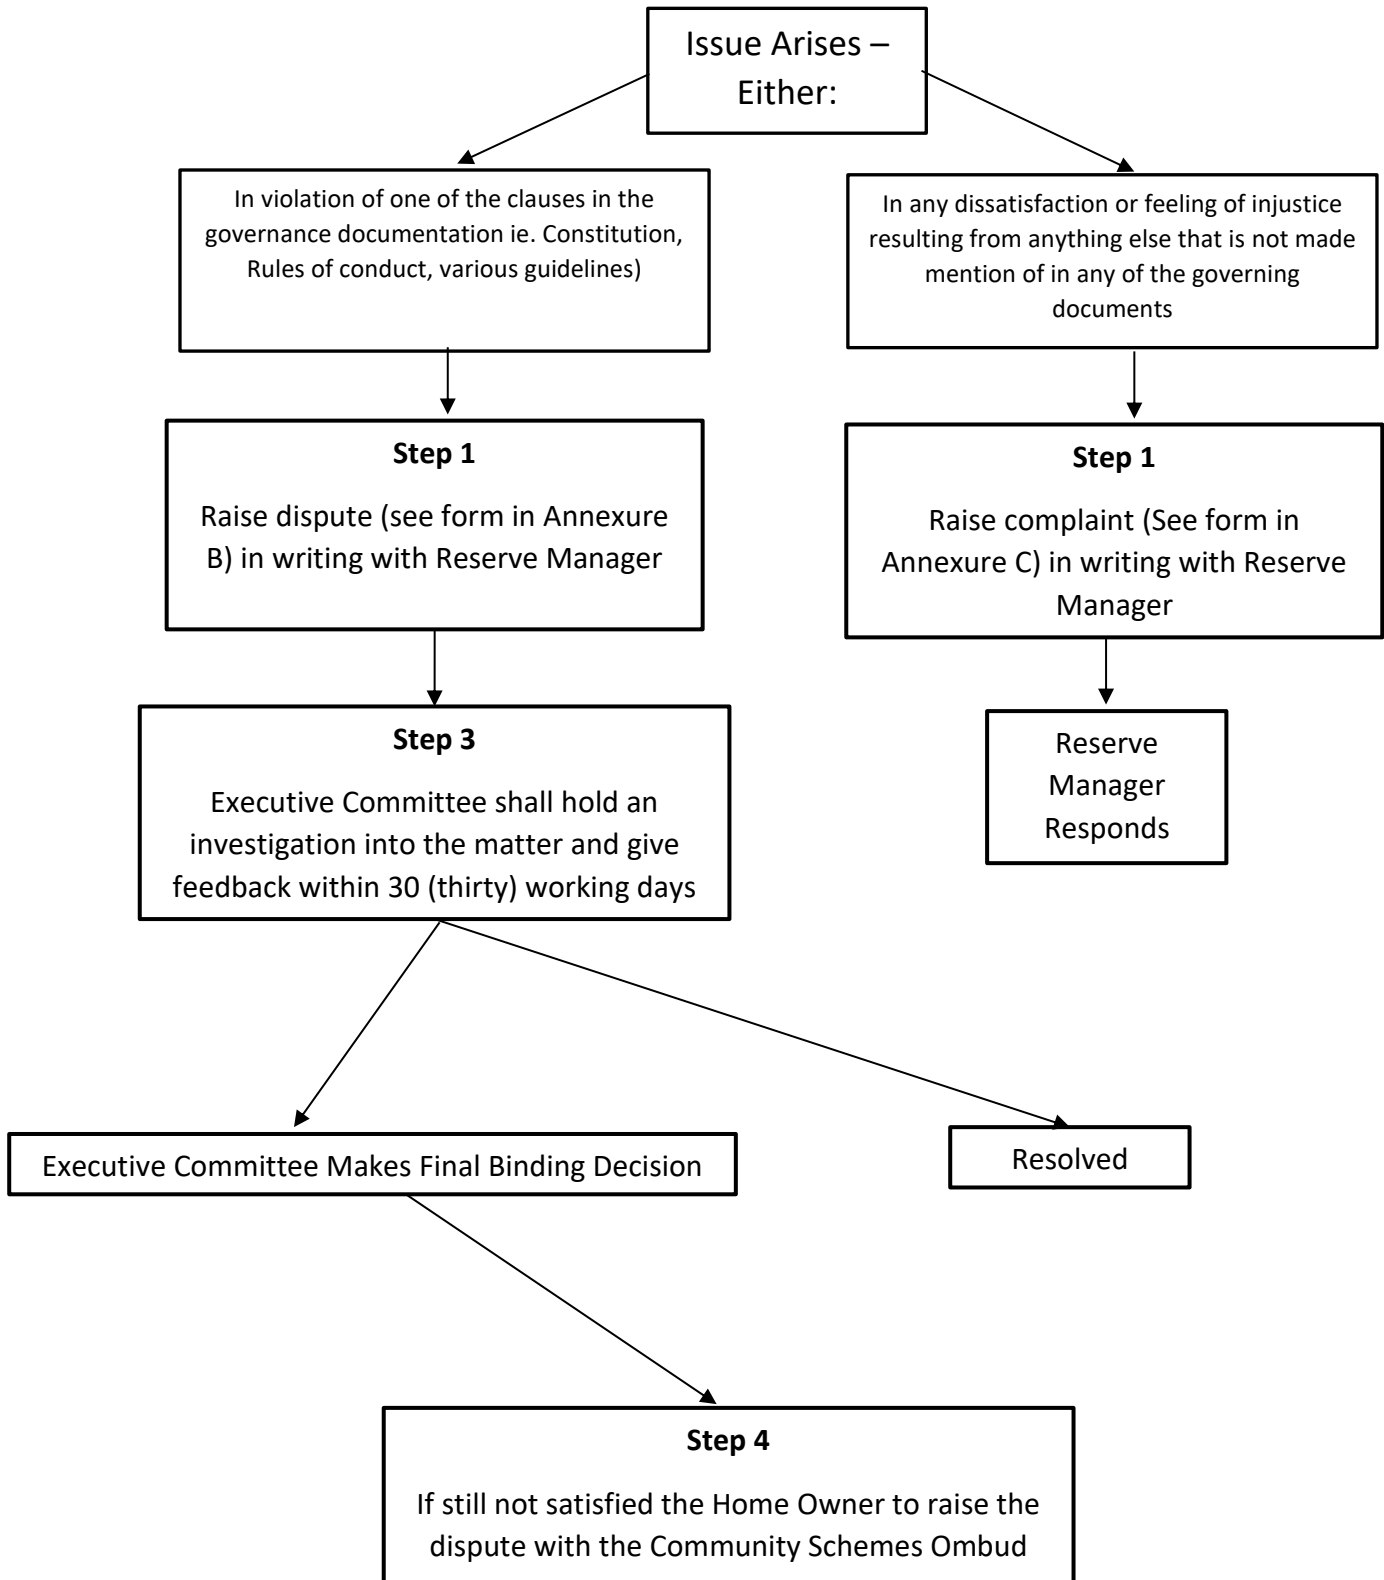 Issue Arises –
Either:
In violation of one of the clauses in the
governance documentation ie. Constitution,
Rules of conduct, various guidelines)
In any dissatisfaction or feeling of injustice
resulting from anything else that is not made
mention of in any of the governing
documents
Step 1
Raise dispute (see form in Annexure
B) in writing with Reserve Manager
Step 1
Raise complaint (See form in
Annexure C) in writing with Reserve
Manager
Step 3
Executive Committee shall hold an
investigation into the matter and give
feedback within 30 (thirty) working days
Reserve
Manager
Responds
Executive Committee Makes Final Binding Decision
Resolved
Step 4
If still not satisfied the Home Owner to raise the
dispute with the Community Schemes Ombud